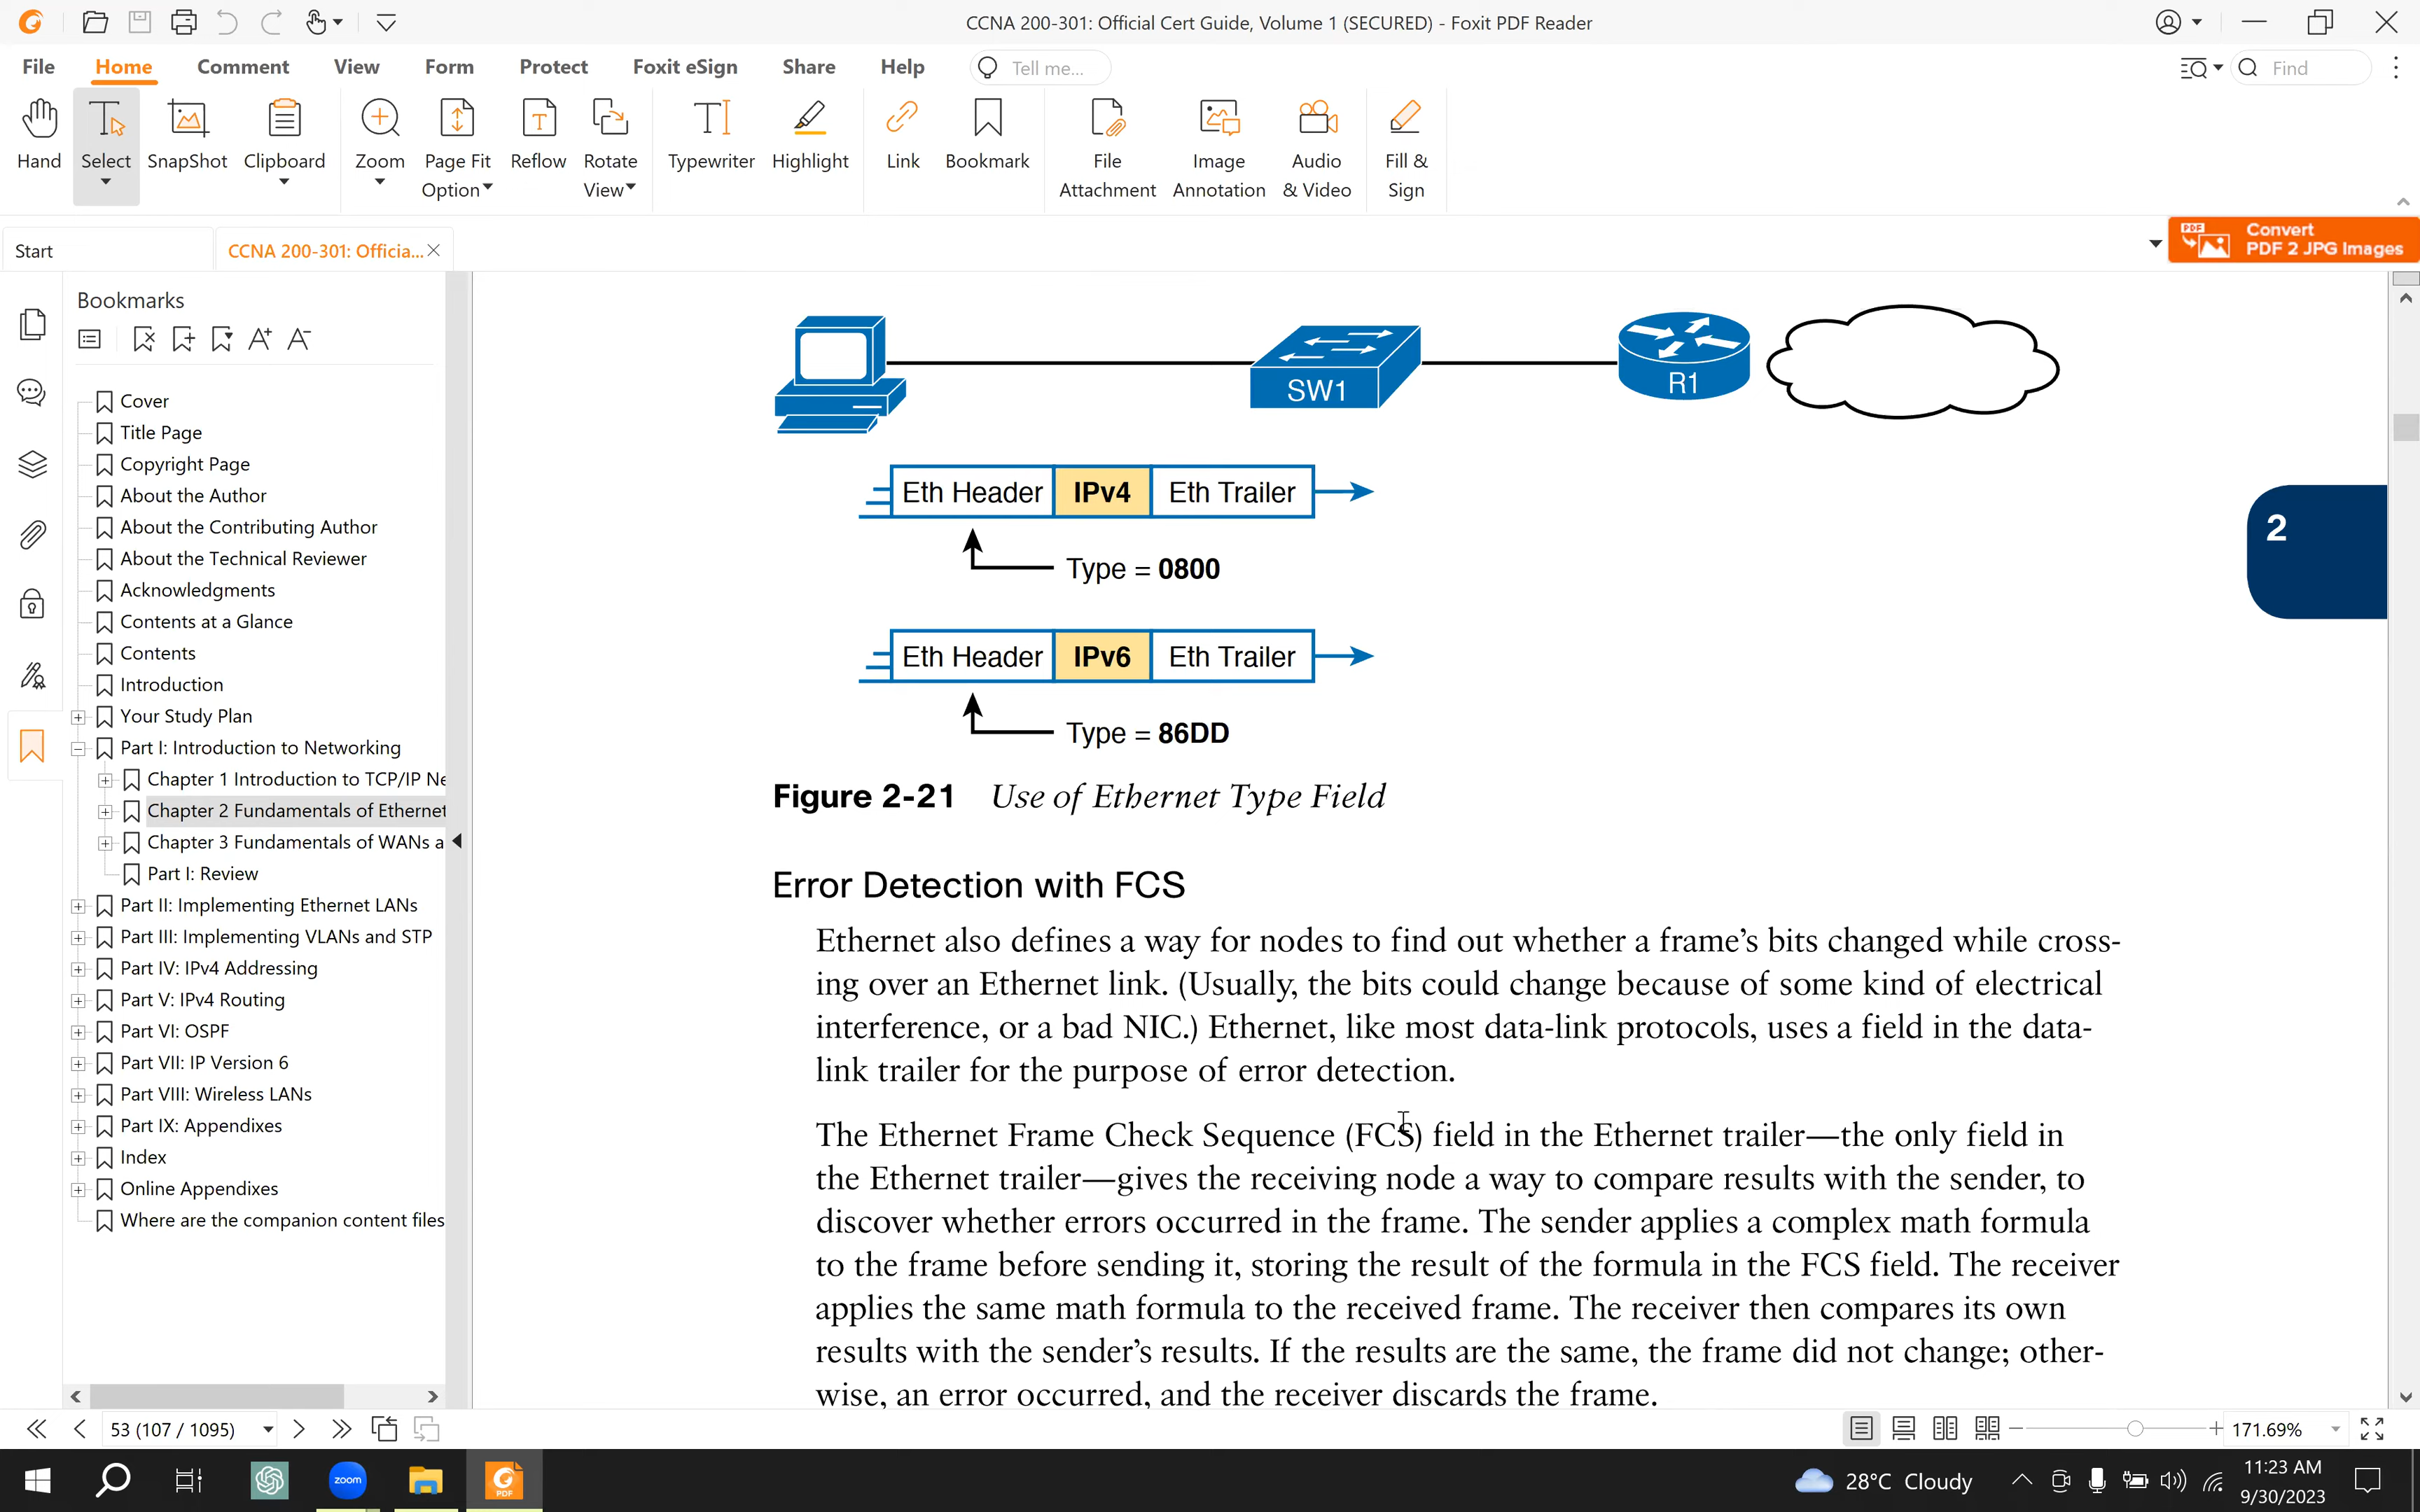 CCNA 200-301: Official Cert Guide, Volume 1 (SECURED) - Foxit PDF Reader
File Home Comment View Form Protect Foxit eSign Share Help Tell me... Find
Hand Select SnapShot Clipboard Zoom Page Fit Option Reflow Rotate View Typewriter Highlight Link Bookmark File Attachment Image Annotation Audio & Video Fill & Sign
Start CCNA 200-301: Officia... PDF Convert PDF 2 JPG Images
Bookmarks
Cover
Title Page
Copyright Page
About the Author
About the Contributing Author
About the Technical Reviewer
Acknowledgments
Contents at a Glance
Contents
Introduction
Your Study Plan
Part I: Introduction to Networking
Chapter 1 Introduction to TCP/IP Ne
Chapter 2 Fundamentals of Ethernet
Chapter 3 Fundamentals of WANs a
Part I: Review
Part II: Implementing Ethernet LANs
Part III: Implementing VLANs and STP
Part IV: IPv4 Addressing
Part V: IPv4 Routing
Part VI: OSPF
Part VII: IP Version 6
Part VIII: Wireless LANs
Part IX: Appendixes
Index
Online Appendixes
Where are the companion content files
SW1 R1
Eth Header IPv4 Eth Trailer
2
Type = 0800
Eth Header IPv6 Eth Trailer
Type = 86DD
Figure 2-21 Use of Ethernet Type Field
Error Detection with FCS
Ethernet also defines a way for nodes to find out whether a frame's bits changed while cross-
ing over an Ethernet link. (Usually, the bits could change because of some kind of electrical
interference, or a bad NIC.) Ethernet, like most data-link protocols, uses a field in the data-
link trailer for the purpose of error detection.
The Ethernet Frame Check Sequence (FCS) field in the Ethernet trailer—the only field in
the Ethernet trailer—gives the receiving node a way to compare results with the sender, to
discover whether errors occurred in the frame. The sender applies a complex math formula
to the frame before sending it, storing the result of the formula in the FCS field. The receiver
applies the same math formula to the received frame. The receiver then compares its own
results with the sender's results. If the results are the same, the frame did not change; other-
wise, an error occurred, and the receiver discards the frame.
53 (107 / 1095) 171.69%
zoom PDF 28°C Cloudy 11:23 AM
9/30/2023